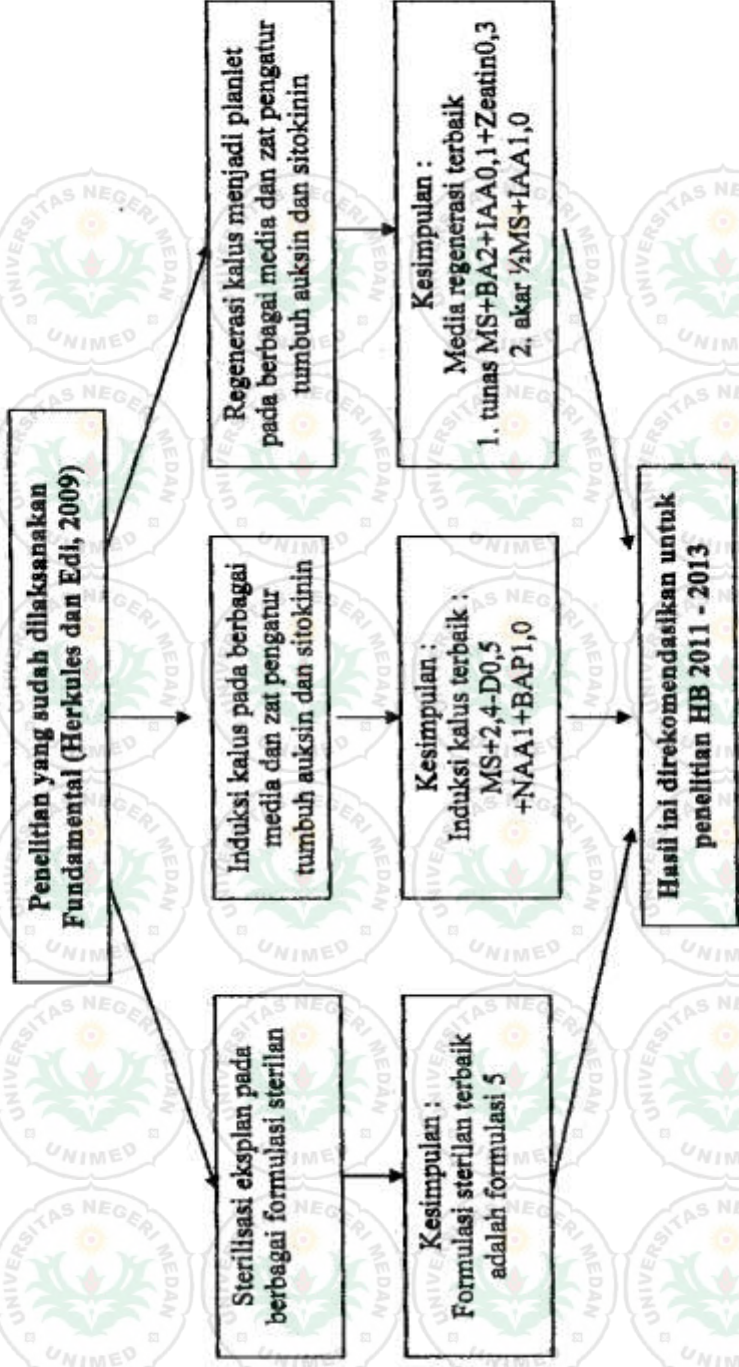 Penelitian yang sudah dilaksanakan
Fundamental (Herkules dan Edi, 2009)
Sterilisasi eksplan pada
berbagai formulasi sterilan
Induksi kalus pada berbagai
media dan zat pengatur
tumbuh auksin dan sitokinin
Regenerasi kalus menjadi planlet
pada berbagai media dan zat pengatur
tumbuh auksin dan sitokinin
Kesimpulan :
Formulasi sterilan terbaik
adalah formulasi 5
Kesimpulan :
Induksi kalus terbaik :
MS+2,4-D0,5
+NAA1+BAP1,0
Kesimpulan :
Media regenerasi terbaik
1. tunas MS+BA2+IAA0,1+Zeatin0,3
2. akar ½MS+IAA1,0
Hasil ini direkomendasikan untuk
penelitian HB 2011 - 2013
UNIVERSITAS NEGERI MEDAN
UNIMED